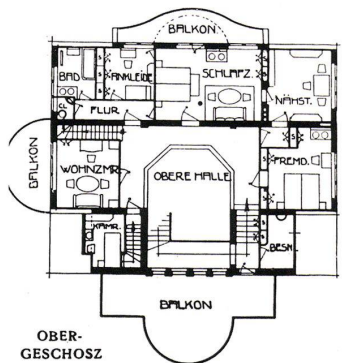 BALKON
BAD
ANKLEIDE
SCHLAFZ.
NÄHST.
FLUR
BALKON
WOHNZMR.
OBERE HALLE
FREMD.
KAMR.
BESN.
BALKON
OBER-
GESCHOSZ